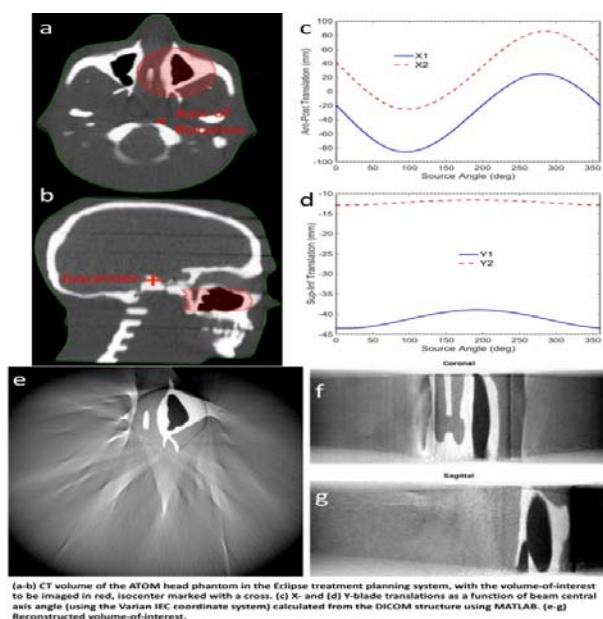 a
Axis of
Rotation
b
Isocenter
c
Ant-Post Translation (mm)
100
80
60
40
20
0
-20
-40
-60
-80
-100
X1
X2
0 50 100 150 200 250 300 350
Source Angle (deg)
d
Sup-Inf Translation (mm)
-10
-15
-20
-25
-30
-35
-40
-45
Y1
Y2
0 50 100 150 200 250 300 350
Source Angle (deg)
e
Coronal
f
Sagittal
g
(a-b) CT volume of the ATOM head phantom in the Eclipse treatment planning system, with the volume-of-interest
to be imaged in red, isocenter marked with a cross. (c) X- and (d) Y-blade translations as a function of beam central
axis angle (using the Varian IEC coordinate system) calculated from the DICOM structure using MATLAB. (e-g)
Reconstructed volume-of-interest.